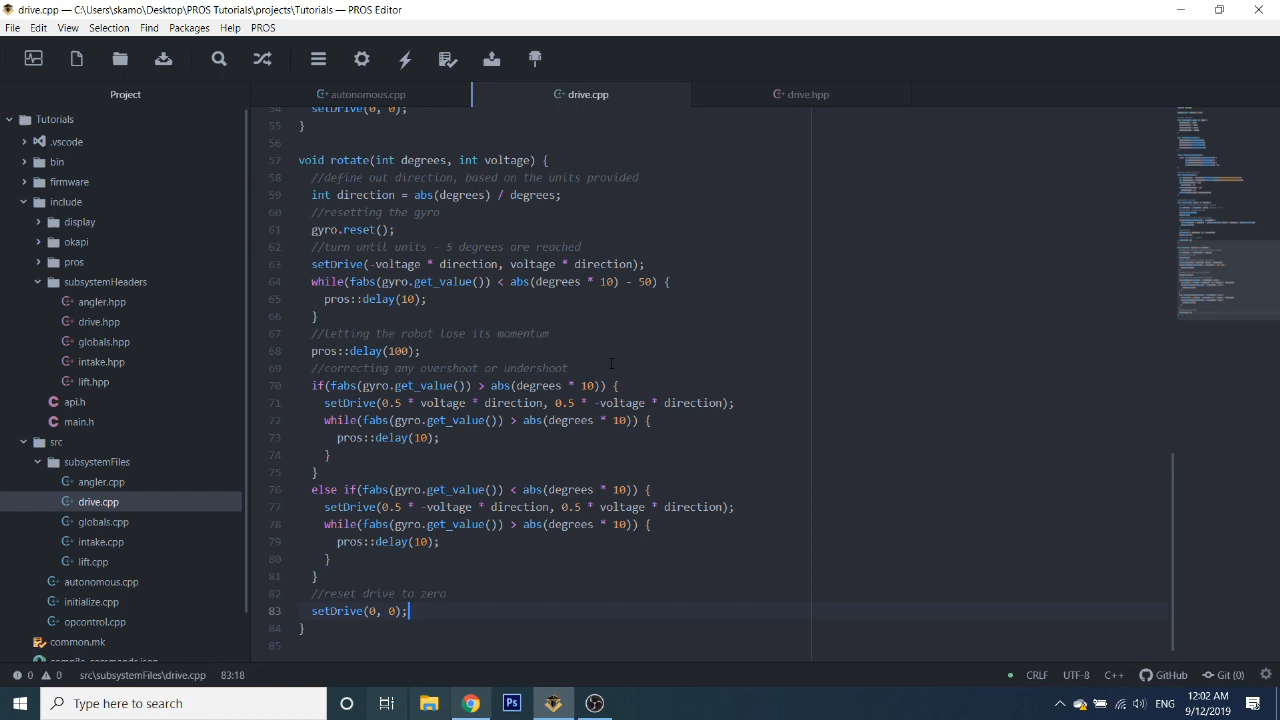 drive.cpp — C:\Users\skamo\Desktop\PROS Tutorials\projects\Tutorials — PROS Editor
File Edit View Selection Find Packages Help PROS
Project
autonomous.cpp drive.cpp drive.hpp
Tutorials
.vscode
bin
firmware
include
display
okapi
pros
subsystemHeaders
angler.hpp
drive.hpp
globals.hpp
intake.hpp
lift.hpp
api.h
main.h
src
subsystemFiles
angler.cpp
drive.cpp
globals.cpp
intake.cpp
lift.cpp
autonomous.cpp
initialize.cpp
opcontrol.cpp
common.mk
compile_commands.json
54 setDrive(0, 0);
55 }
56
57 void rotate(int degrees, int voltage) {
58 //define out direction, based on the units provided
59 int direction = abs(degrees) / degrees;
60 //resetting the gyro
61 gyro.reset();
62 //turn until units - 5 degrees are reached
63 setDrive(-voltage * direction, voltage * direction);
64 while(fabs(gyro.get_value()) < abs(degrees * 10) - 50) {
65 pros::delay(10);
66 }
67 //Letting the robot lose its momentum
68 pros::delay(100);
69 //correcting any overshoot or undershoot
70 if(fabs(gyro.get_value()) > abs(degrees * 10)) {
71 setDrive(0.5 * voltage * direction, 0.5 * -voltage * direction);
72 while(fabs(gyro.get_value()) > abs(degrees * 10)) {
73 pros::delay(10);
74 }
75 }
76 else if(fabs(gyro.get_value()) < abs(degrees * 10)) {
77 setDrive(0.5 * -voltage * direction, 0.5 * voltage * direction);
78 while(fabs(gyro.get_value()) > abs(degrees * 10)) {
79 pros::delay(10);
80 }
81 }
82 //reset drive to zero
83 setDrive(0, 0);
84 }
85
0 0 src\subsystemFiles\drive.cpp 83:18 CRLF UTF-8 C++ GitHub Git (0)
Type here to search
Ps
ENG
12:02 AM
9/12/2019